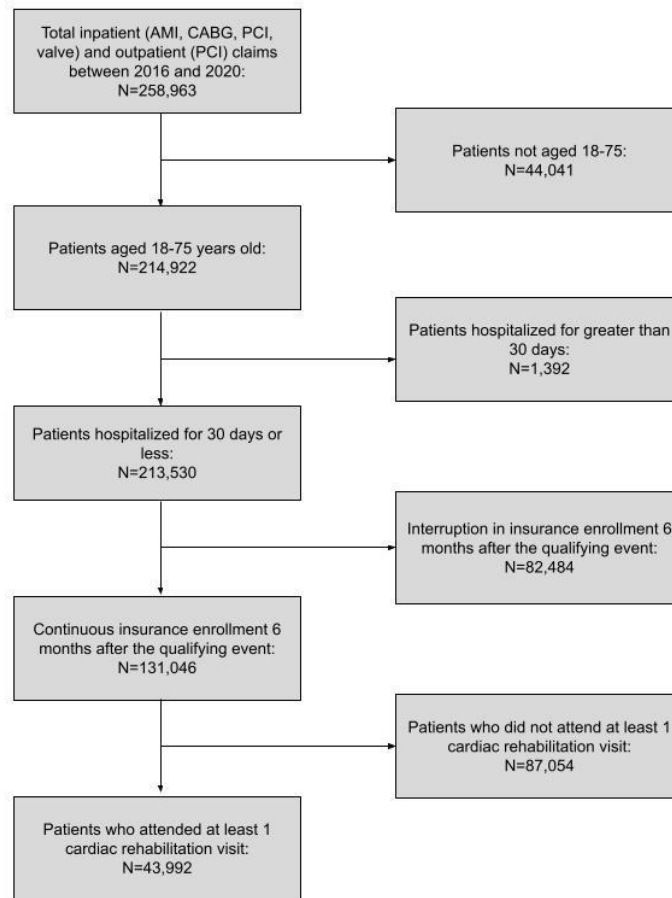 Total inpatient (AMI, CABG, PCI,
valve) and outpatient (PCI) claims
between 2016 and 2020:
N=258,963
Patients not aged 18-75:
N=44,041
Patients aged 18-75 years old:
N=214,922
Patients hospitalized for greater than
30 days:
N=1,392
Patients hospitalized for 30 days or
less:
N=213,530
Interruption in insurance enrollment 6
months after the qualifying event:
N=82,484
Continuous insurance enrollment 6
months after the qualifying event:
N=131,046
Patients who did not attend at least 1
cardiac rehabilitation visit:
N=87,054
Patients who attended at least 1
cardiac rehabilitation visit:
N=43,992